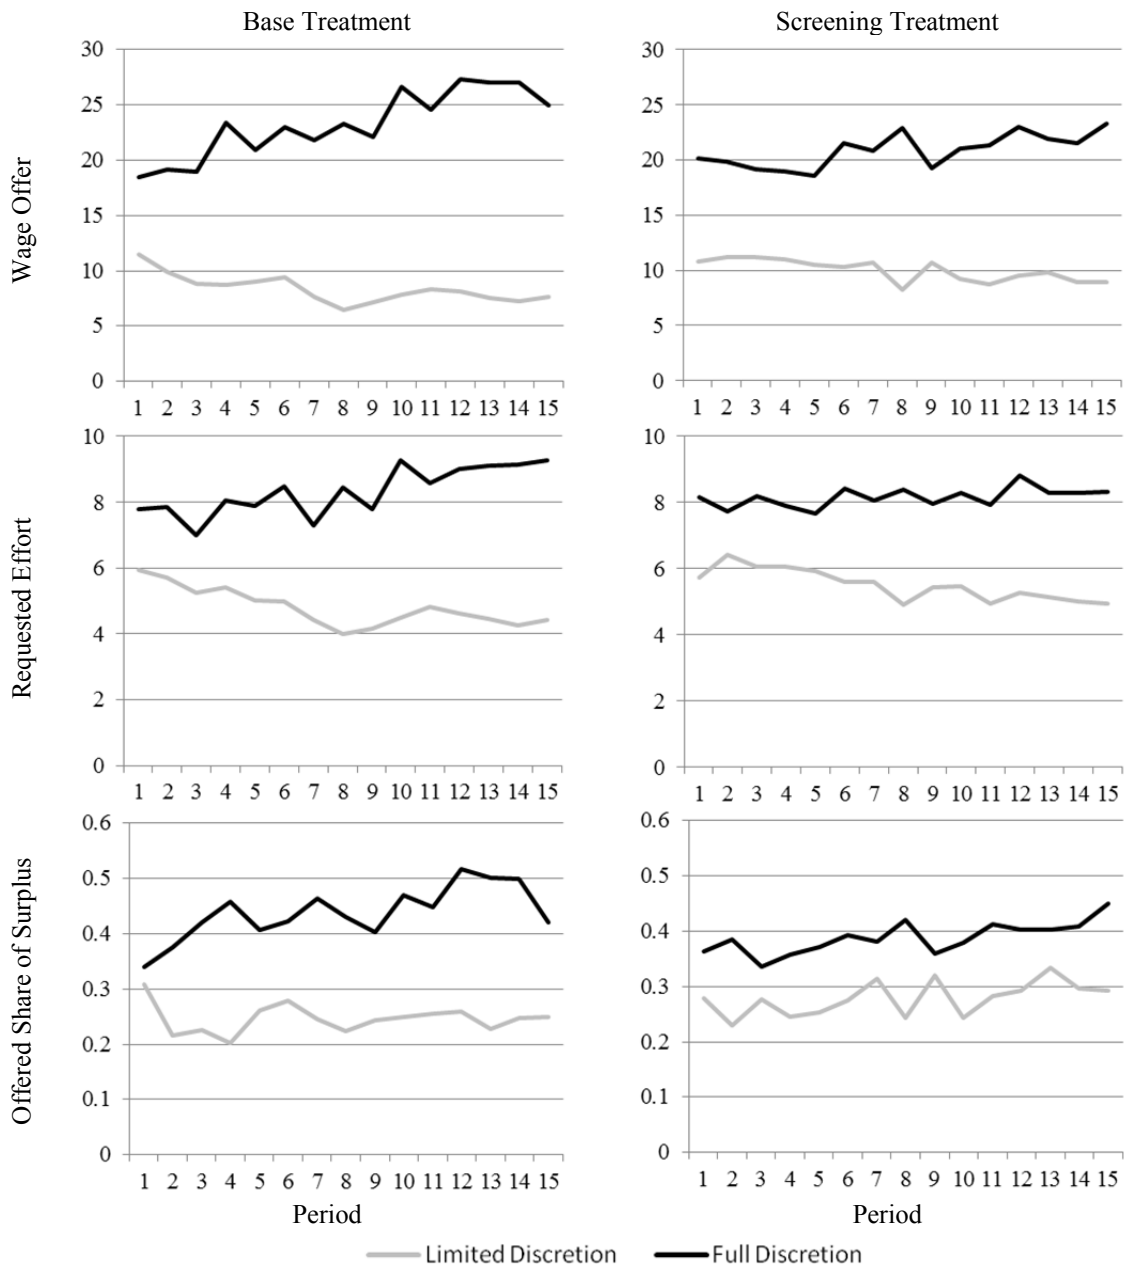 Base Treatment
Screening Treatment
Wage Offer
30
25
20
15
10
5
0
1 2 3 4 5 6 7 8 9 10 11 12 13 14 15
30
25
20
15
10
5
0
1 2 3 4 5 6 7 8 9 10 11 12 13 14 15
Requested Effort
10
8
6
4
2
0
1 2 3 4 5 6 7 8 9 10 11 12 13 14 15
10
8
6
4
2
0
1 2 3 4 5 6 7 8 9 10 11 12 13 14 15
Offered Share of Surplus
0.6
0.5
0.4
0.3
0.2
0.1
0
1 2 3 4 5 6 7 8 9 10 11 12 13 14 15
Period
0.6
0.5
0.4
0.3
0.2
0.1
0
1 2 3 4 5 6 7 8 9 10 11 12 13 14 15
Period
Limited Discretion Full Discretion